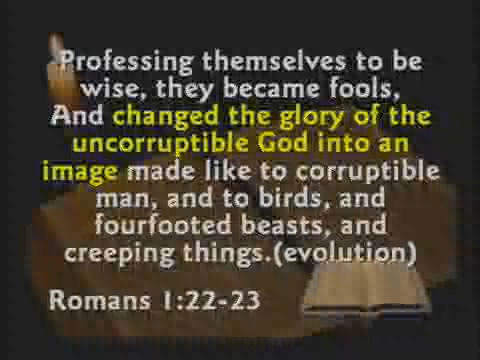 Professing themselves to be
wise, they became fools,
And changed the glory of the
uncorruptible God into an
image made like to corruptible
man, and to birds, and
fourfooted beasts, and
creeping things.(evolution)
Romans 1:22-23